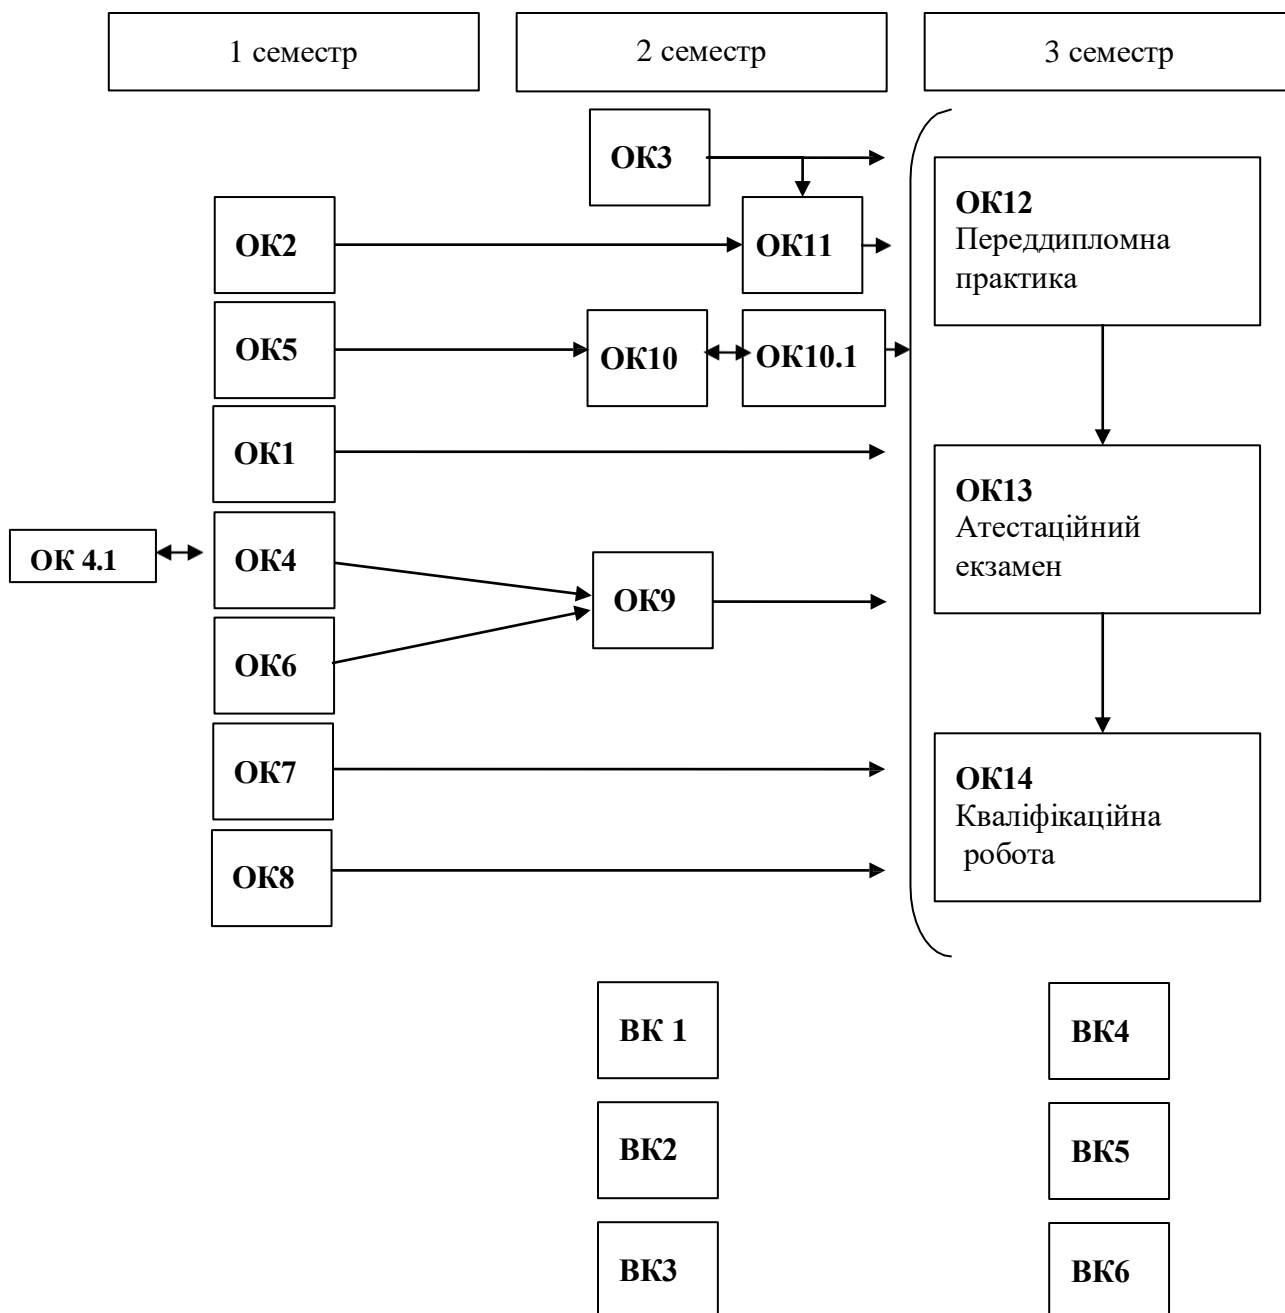 1 семестр
2 семестр
3 семестр
ОК3
ОК12
Переддипломна
практика
ОК2
ОК11
ОК5
ОК10
ОК10.1
ОК1
ОК13
Атестаційний
екзамен
ОК 4.1
ОК4
ОК9
ОК6
ОК7
ОК14
Кваліфікаційна
робота
ОК8
ВК 1
ВК4
ВК2
ВК5
ВК3
ВК6